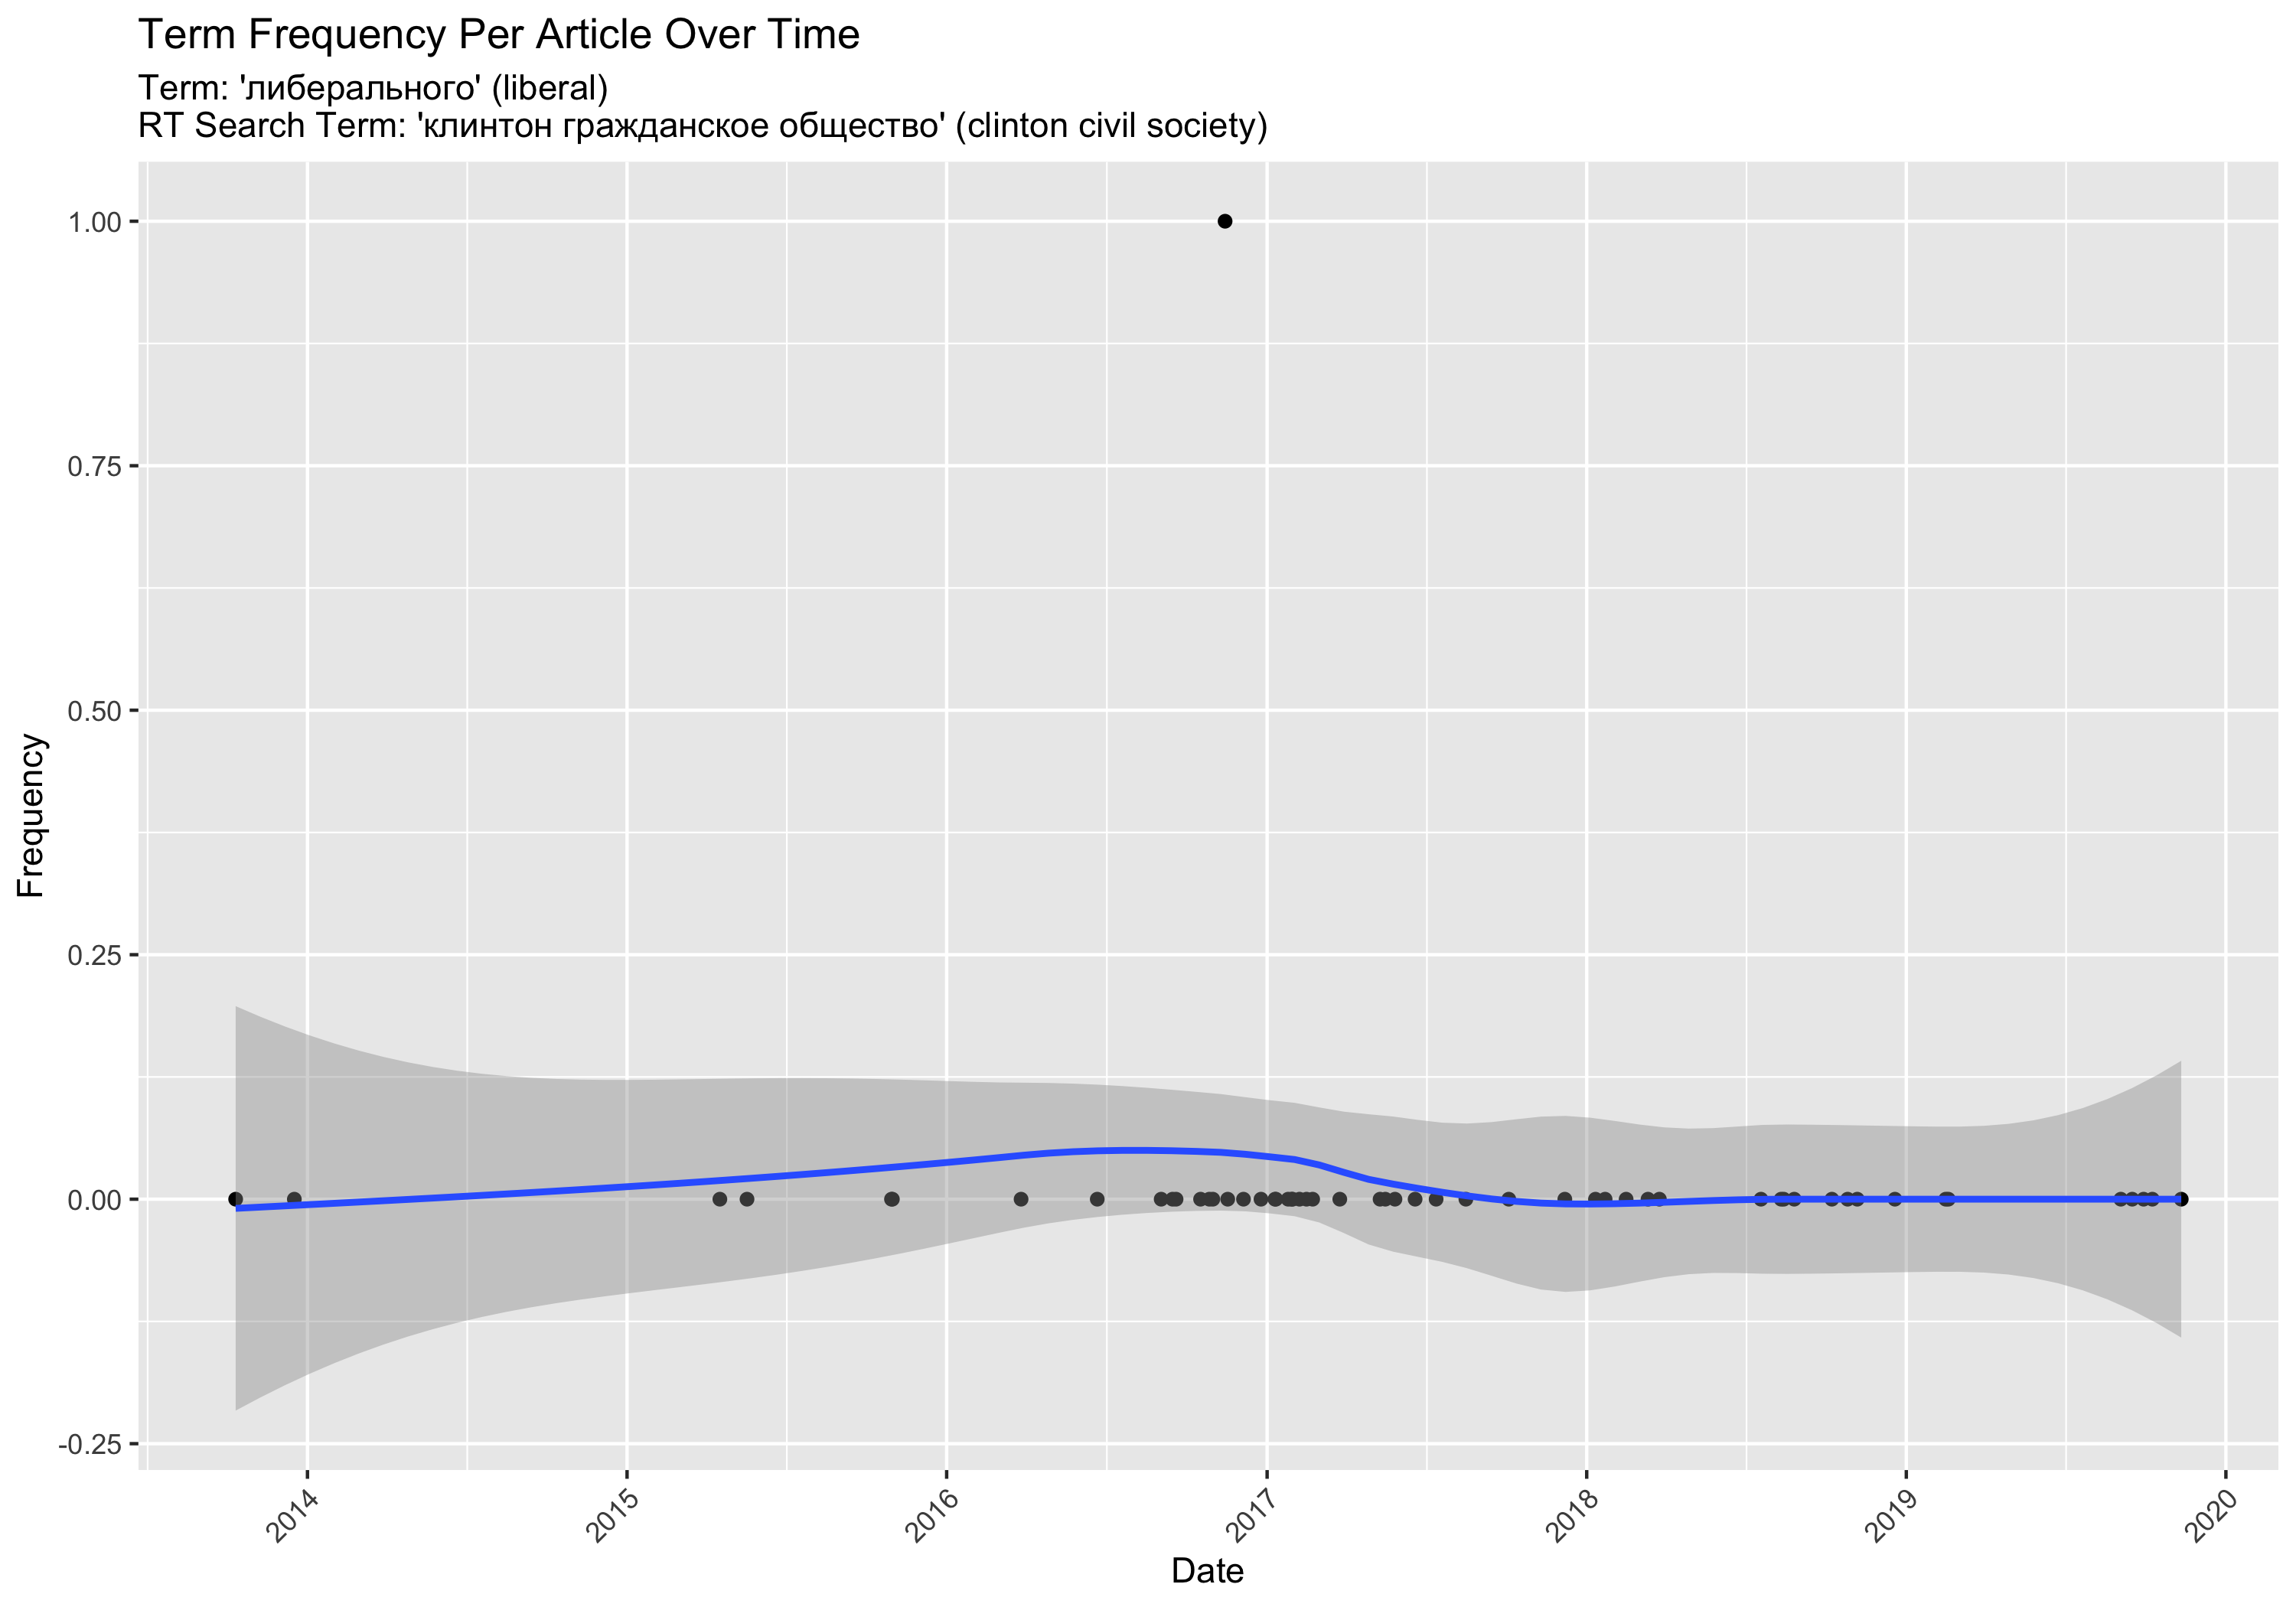 Term Frequency Per Article Over Time
Term: 'либерального' (liberal)
RT Search Term: 'клинтон гражданское общество' (clinton civil society)
1.00
0.75
0.50
0.25
0.00
-0.25
Frequency
2014
2015
2016
2017
2018
2019
2020
Date